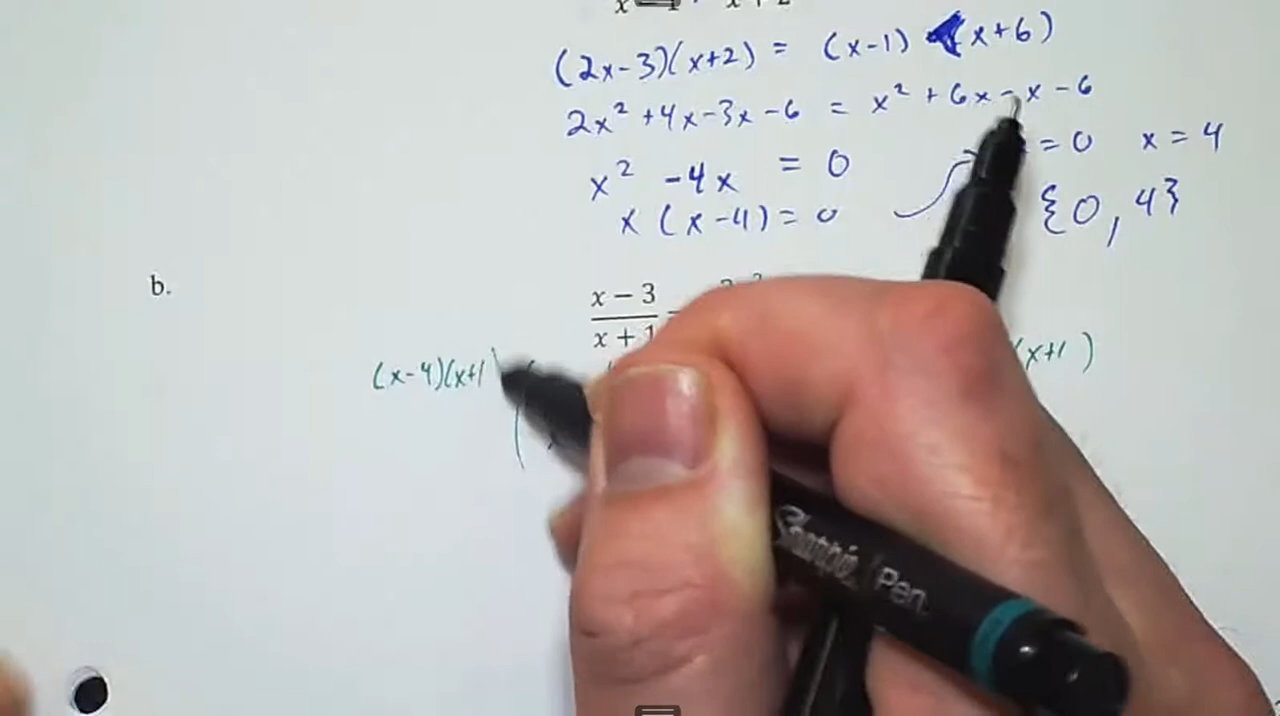 (2x-3)(x+2) = (x-1) (x+6)
2x² +4x-3x-6 = x² + 6x-x-6
x² -4x = 0
= 0 x = 4
x (x-4) = 0
{0, 4}
b.
x − 3
x + 1
(x-4)(x+1
(x+1)
Sharpie Pen.